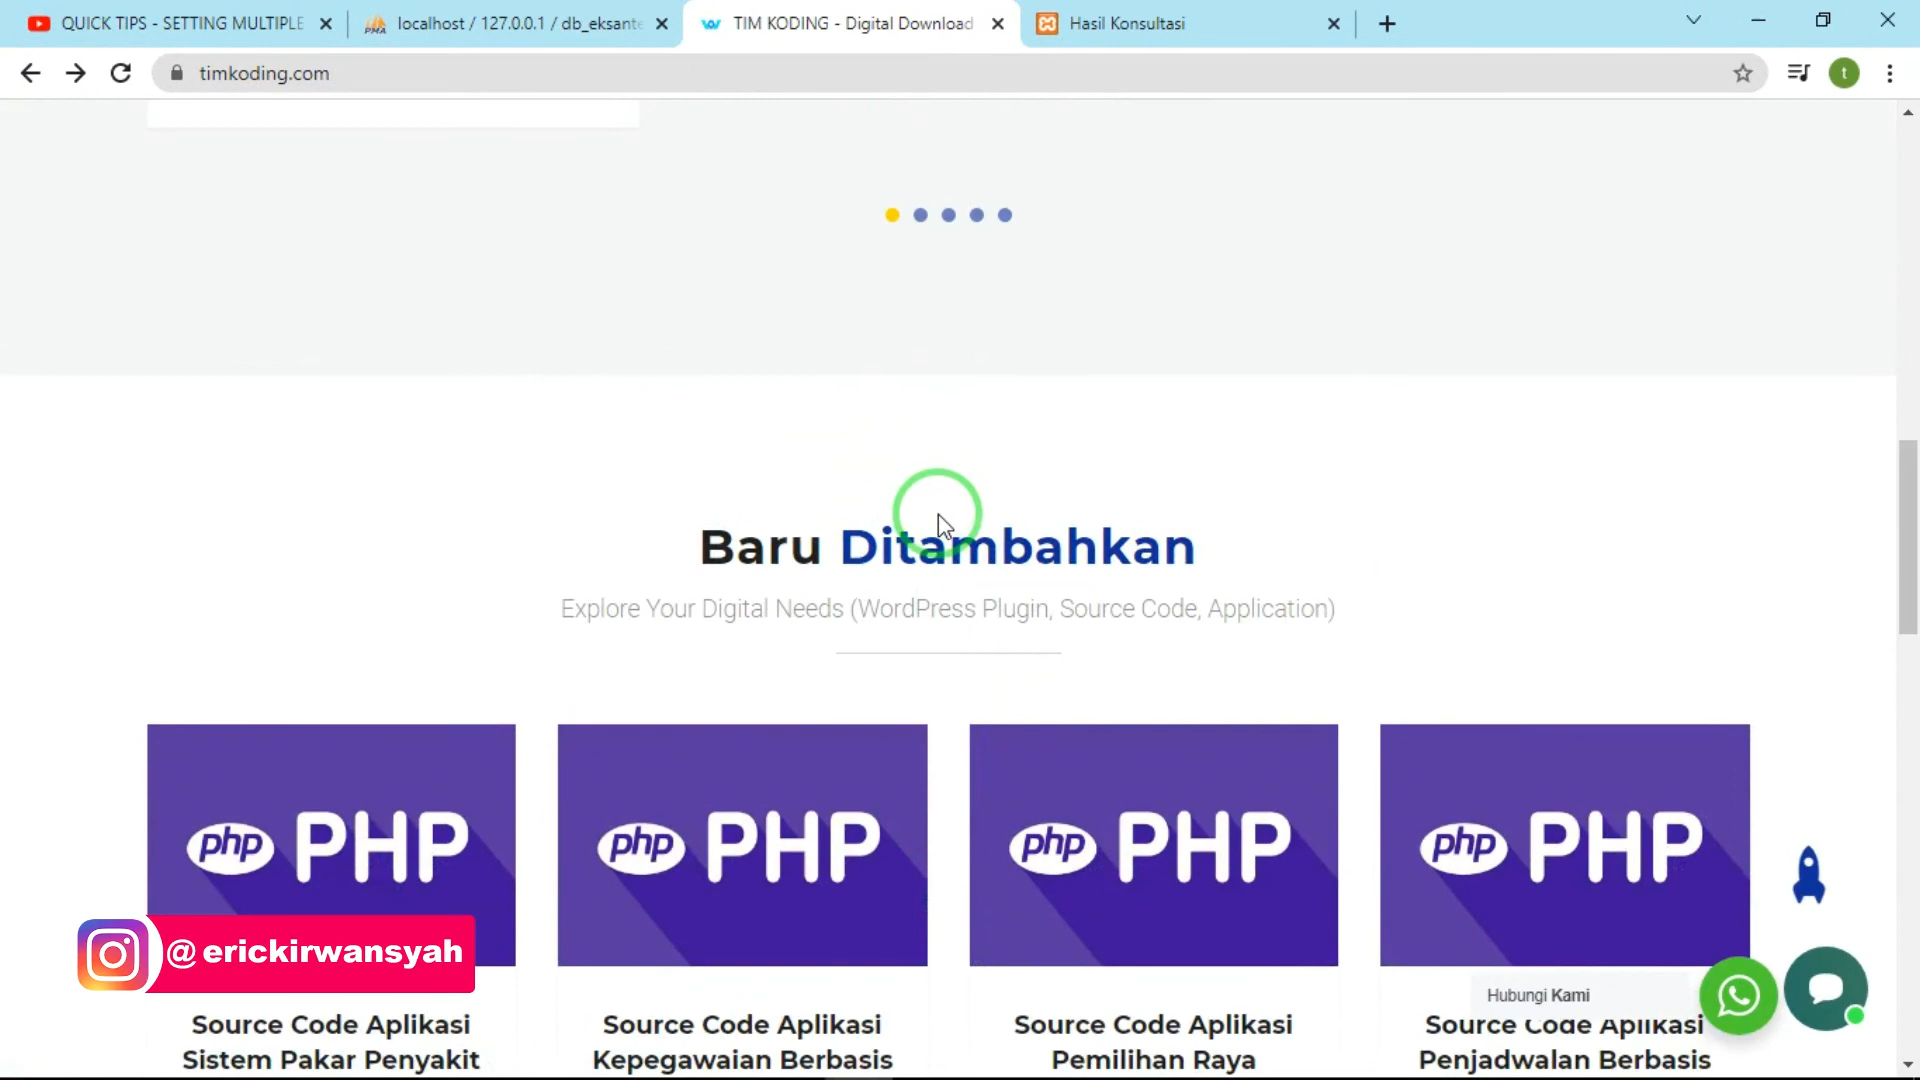 QUICK TIPS - SETTING MULTIPLE
localhost / 127.0.0.1 / db_eksante
TIM KODING - Digital Download
Hasil Konsultasi
timkoding.com
t
Baru Ditambahkan
Explore Your Digital Needs (WordPress Plugin, Source Code, Application)
php PHP
php PHP
php PHP
php PHP
@erickirwansyah
Hubungi Kami
Source Code Aplikasi
Sistem Pakar Penyakit
Source Code Aplikasi
Kepegawaian Berbasis
Source Code Aplikasi
Pemilihan Raya
Source Code Aplikasi
Penjadwalan Berbasis